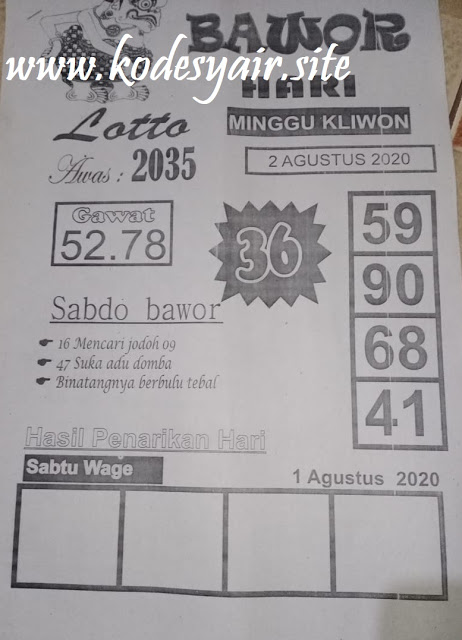 BAWOR
www.kodesyair.site
HARI
Lotto
MINGGU KLIWON
Awas : 2035
2 AGUSTUS 2020
Gawat
52.78
36
59
90
68
41
Sabdo bawor
16 Mencari jodoh 09
47 Suka adu domba
Binatangnya berbulu tebal
Hasil Penarikan Hari
Sabtu Wage
1 Agustus 2020